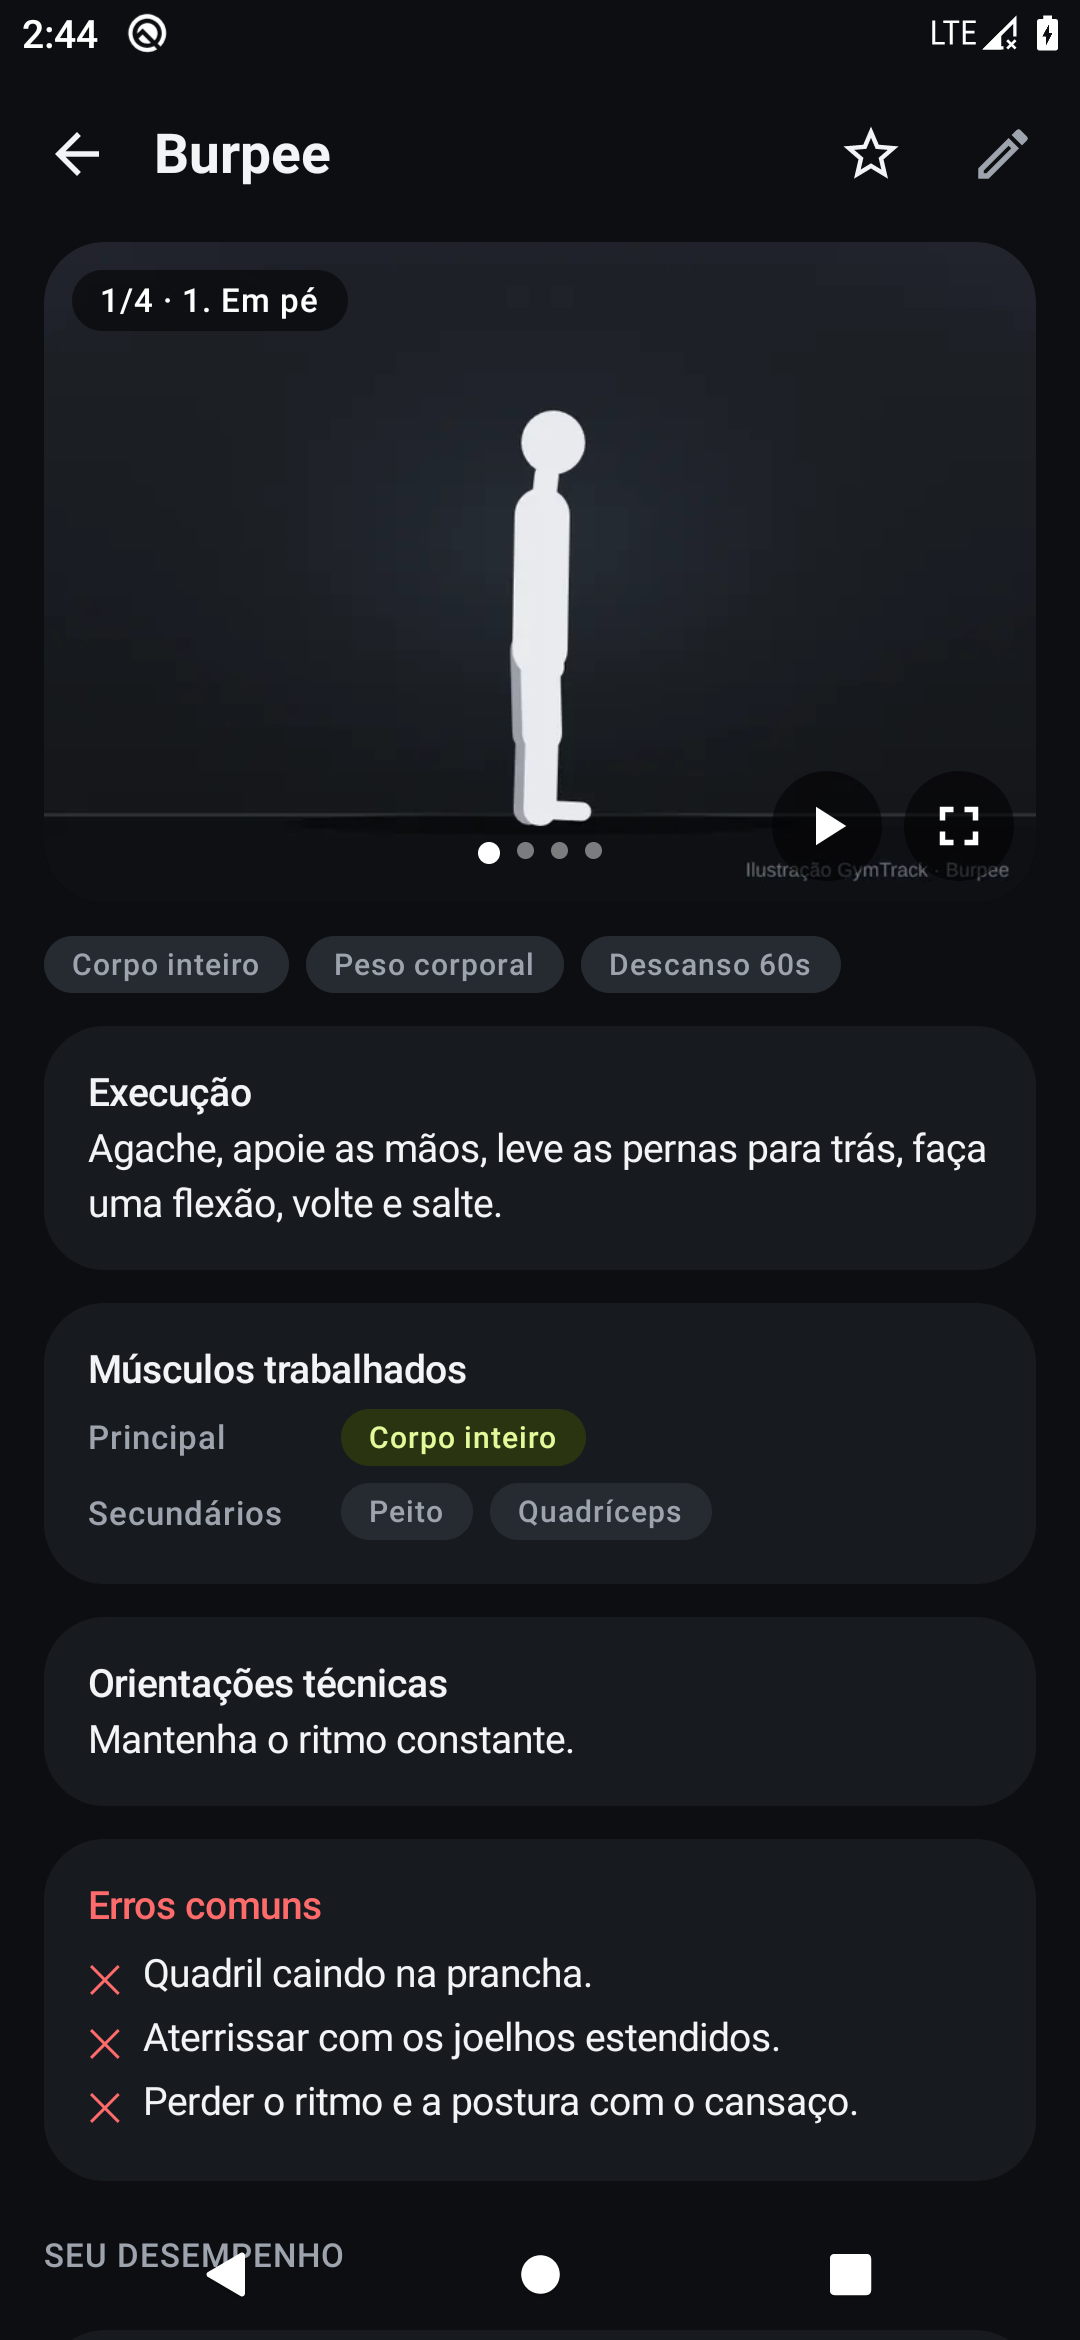 2:44
LTE
Burpee
1/4 · 1. Em pé
Ilustração GymTrack · Burpee
Corpo inteiro
Peso corporal
Descanso 60s
Execução
Agache, apoie as mãos, leve as pernas para trás, faça
uma flexão, volte e salte.
Músculos trabalhados
Principal
Corpo inteiro
Secundários
Peito
Quadríceps
Orientações técnicas
Mantenha o ritmo constante.
Erros comuns
Quadril caindo na prancha.
Aterrissar com os joelhos estendidos.
Perder o ritmo e a postura com o cansaço.
SEU DESEMPENHO